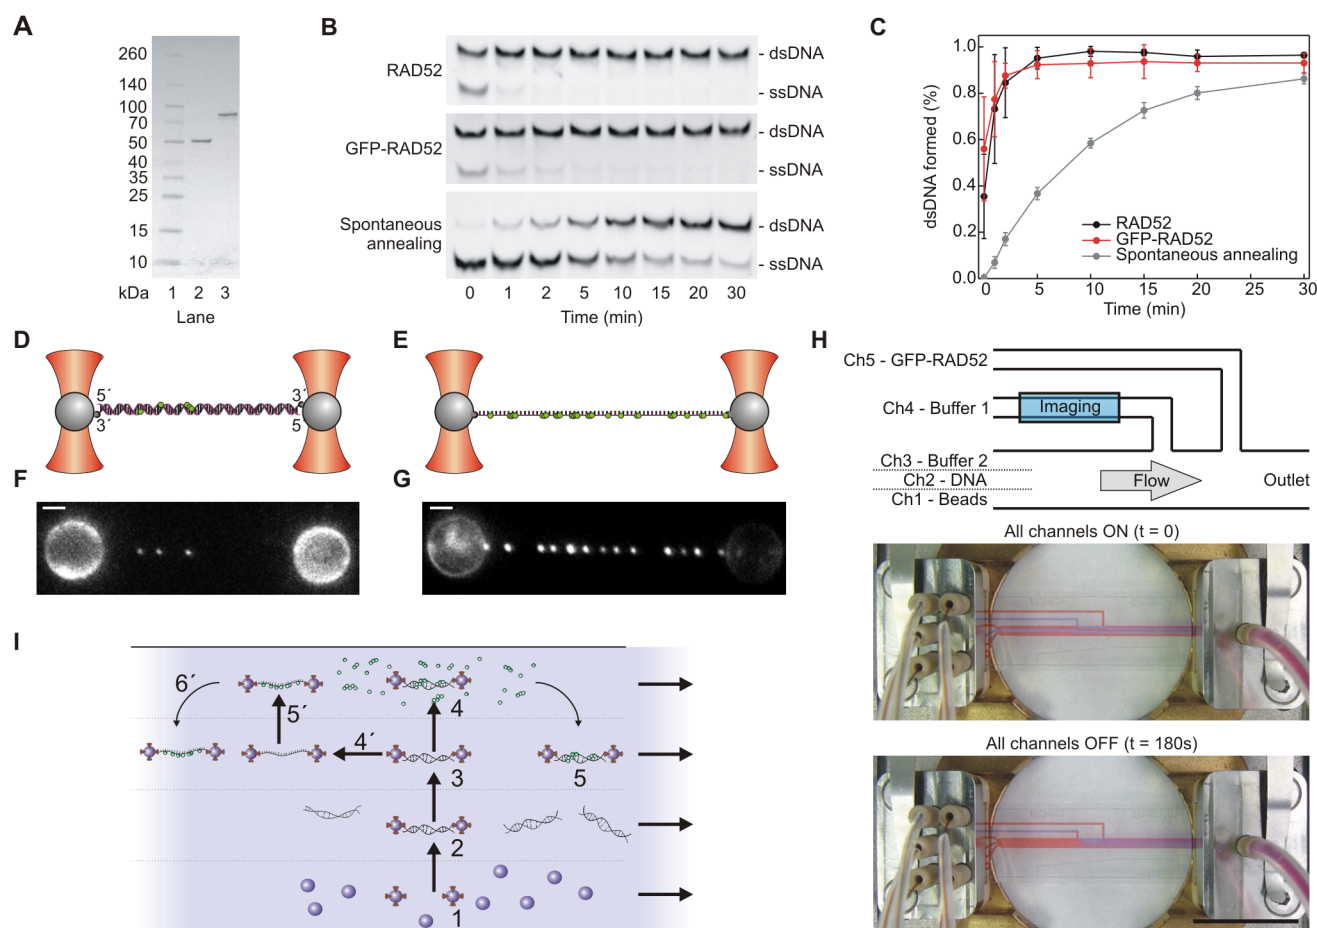 A
260
140
100
70
50
40
35
25
15
10
kDa 1 2 3
Lane
B
RAD52
- dsDNA
- ssDNA
GFP-RAD52
- dsDNA
- ssDNA
Spontaneous
annealing
- dsDNA
- ssDNA
0 1 2 5 10 15 20 30
Time (min)
C
dsDNA formed (%)
1.0
0.8
0.6
0.4
0.2
0.0
RAD52
GFP-RAD52
Spontaneous annealing
0 5 10 15 20 25 30
Time (min)
D
5´ 3´
3´ 5
E
F
G
H
Ch5 - GFP-RAD52
Ch4 - Buffer 1
Imaging
Ch3 - Buffer 2
Ch2 - DNA
Ch1 - Beads
Flow
Outlet
All channels ON (t = 0)
All channels OFF (t = 180s)
I
6´
5´
4
4´
3
5
2
1